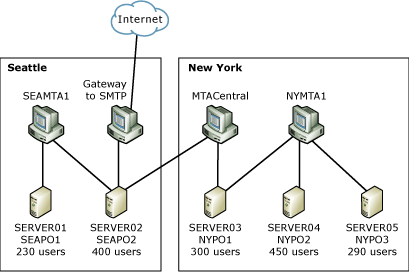 Internet
Seattle
New York
SEAMTA1
Gateway
to SMTP
MTACentral
NYMTA1
SERVER01
SEAPO1
230 users
SERVER02
SEAPO2
400 users
SERVER03
NYPO1
300 users
SERVER04
NYPO2
450 users
SERVER05
NYPO3
290 users